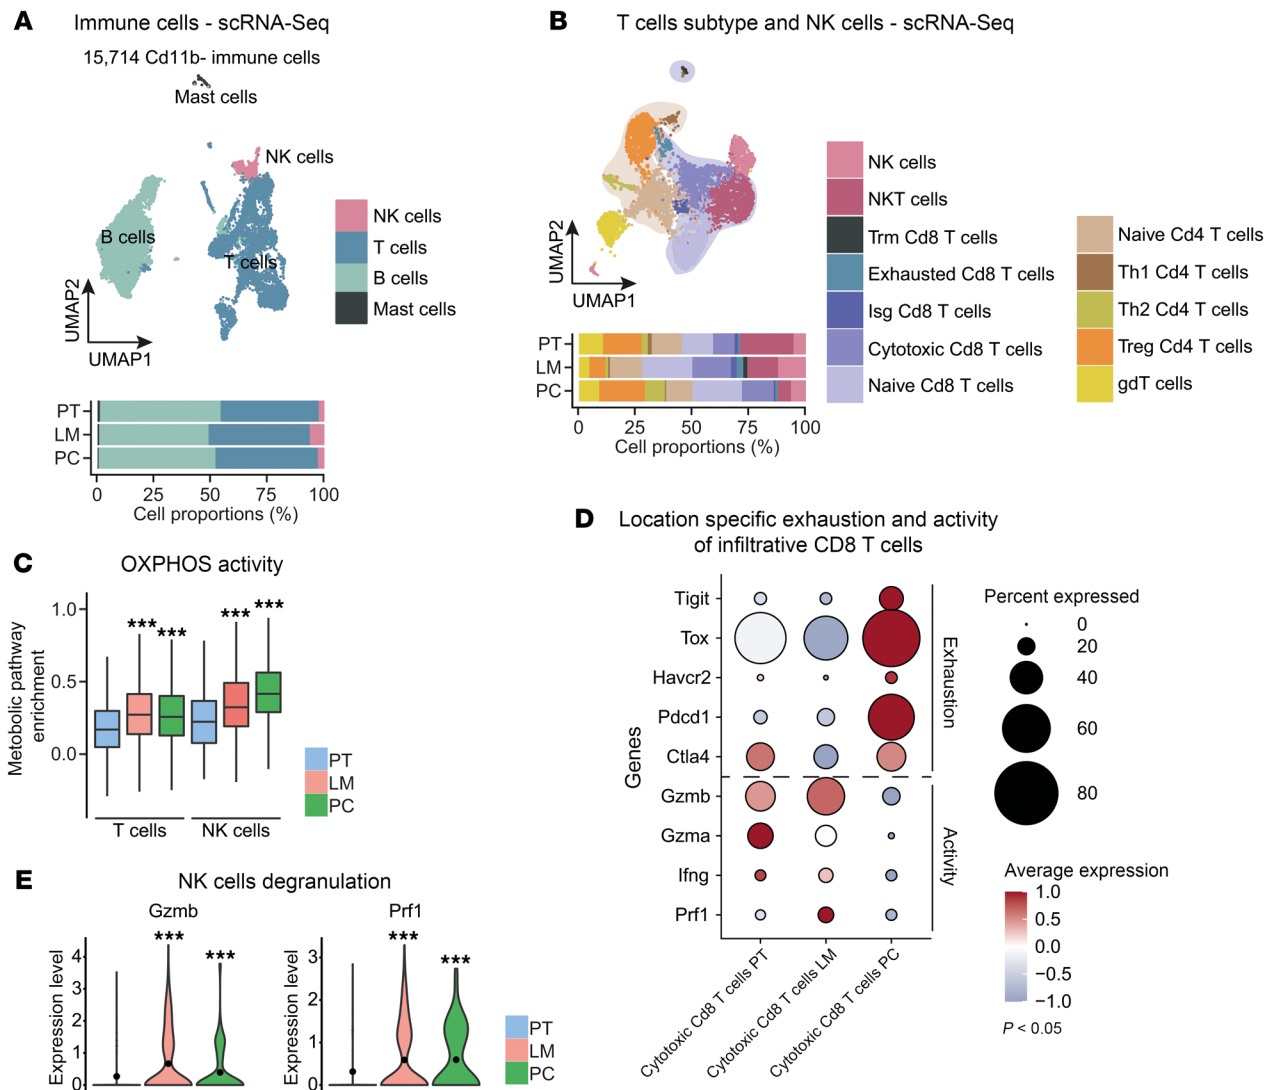 A
Immune cells - scRNA-Seq
15,714 Cd11b- immune cells
Mast cells
NK cells
B cells
T cells
UMAP2
UMAP1
NK cells
T cells
B cells
Mast cells
PT
LM
PC
0 25 50 75 100
Cell proportions (%)
B
T cells subtype and NK cells - scRNA-Seq
UMAP2
UMAP1
NK cells
NKT cells
Trm Cd8 T cells
Exhausted Cd8 T cells
Isg Cd8 T cells
Cytotoxic Cd8 T cells
Naive Cd8 T cells
Naive Cd4 T cells
Th1 Cd4 T cells
Th2 Cd4 T cells
Treg Cd4 T cells
gdT cells
PT
LM
PC
0 25 50 75 100
Cell proportions (%)
C
OXPHOS activity
Metobolic pathway
enrichment
1.0
0.5
0.0
*** *** *** ***
T cells NK cells
PT
LM
PC
D
Location specific exhaustion and activity
of infiltrative CD8 T cells
Genes
Tigit
Tox
Havcr2
Pdcd1
Ctla4
Gzmb
Gzma
Ifng
Prf1
Exhaustion
Activity
Cytotoxic Cd8 T cells PT
Cytotoxic Cd8 T cells LM
Cytotoxic Cd8 T cells PC
Percent expressed
0
20
40
60
80
Average expression
1.0
0.5
0.0
−0.5
−1.0
P < 0.05
E
NK cells degranulation
Gzmb
*** ***
Expression level
4
3
2
1
0
Prf1
*** ***
Expression level
3
2
1
0
PT
LM
PC